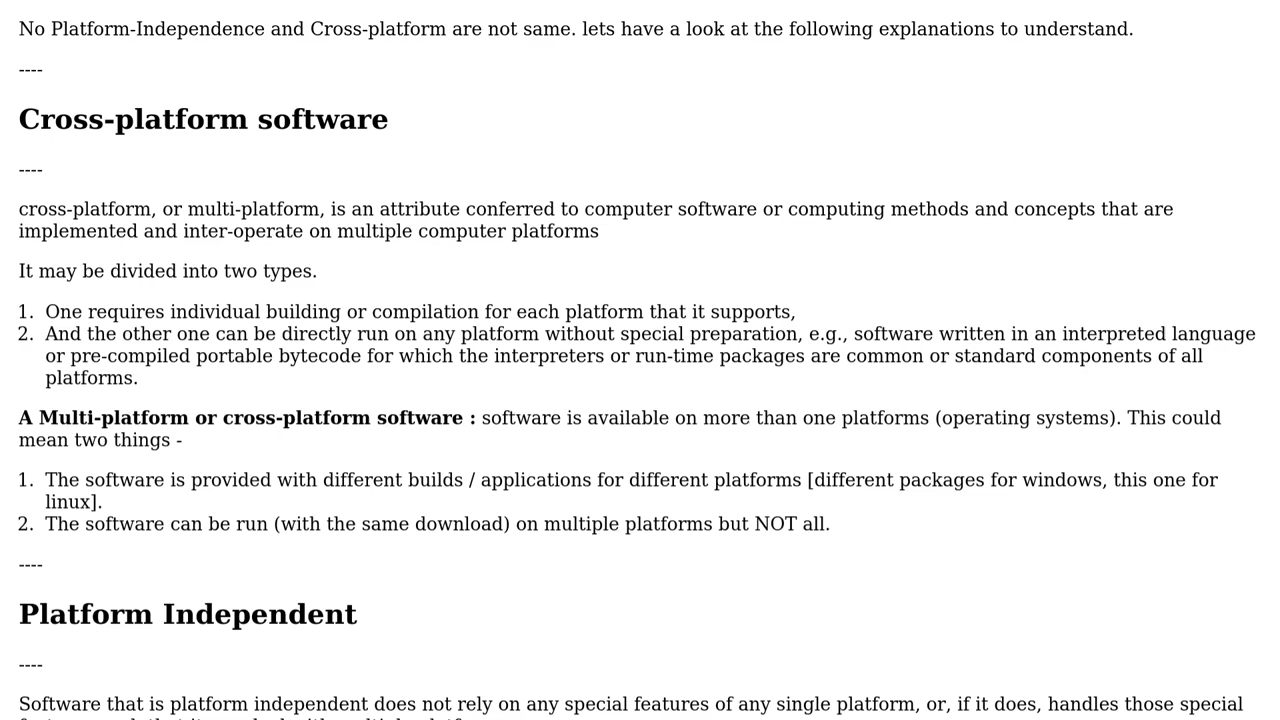 No Platform-Independence and Cross-platform are not same. lets have a look at the following explanations to understand.
----
Cross-platform software
----
cross-platform, or multi-platform, is an attribute conferred to computer software or computing methods and concepts that are
implemented and inter-operate on multiple computer platforms
It may be divided into two types.
1. One requires individual building or compilation for each platform that it supports,
2. And the other one can be directly run on any platform without special preparation, e.g., software written in an interpreted language
or pre-compiled portable bytecode for which the interpreters or run-time packages are common or standard components of all
platforms.
A Multi-platform or cross-platform software : software is available on more than one platforms (operating systems). This could
mean two things -
1. The software is provided with different builds / applications for different platforms [different packages for windows, this one for
linux].
2. The software can be run (with the same download) on multiple platforms but NOT all.
----
Platform Independent
----
Software that is platform independent does not rely on any special features of any single platform, or, if it does, handles those special